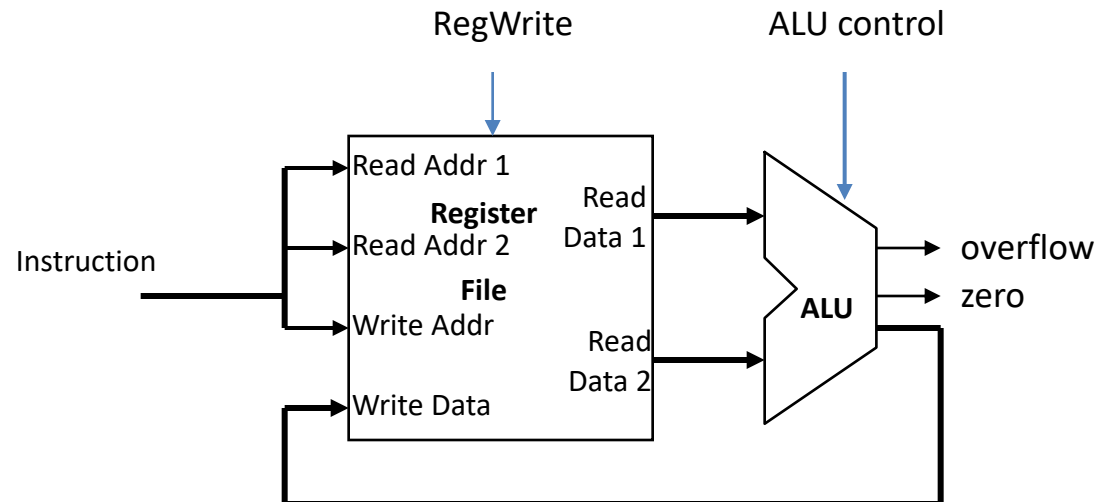 RegWrite
ALU control
Instruction
Read Addr 1
Register
Read Addr 2
File
Write Addr
Write Data
Read
Data 1
Read
Data 2
ALU
overflow
zero